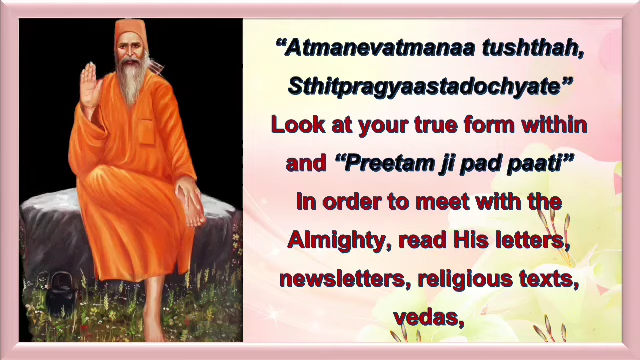 “Atmanevatmanaa tushthah,
Sthitpragyaastadochyate”
Look at your true form within
and “Preetam ji pad paati”
In order to meet with the
Almighty, read His letters,
newsletters, religious texts,
vedas,